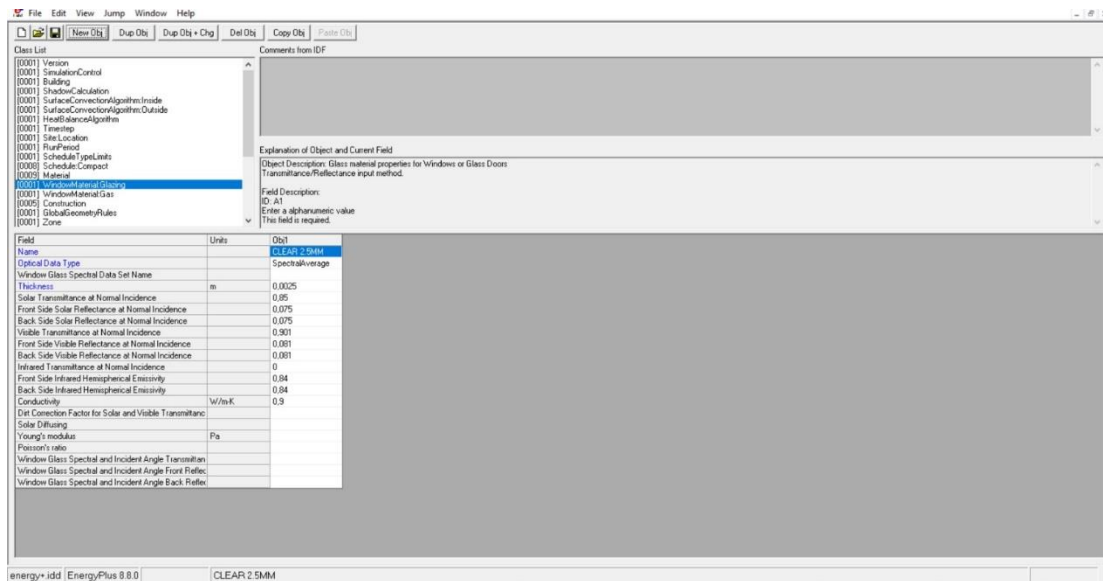 File Edit View Jump Window Help
New Obj Dup Obj Dup Obj + Chg Del Obj Copy Obj Paste Obj
Class List
[0001] Version
[0001] SimulationControl
[0001] Building
[0001] ShadowCalculation
[0001] SurfaceConvectionAlgorithm:Inside
[0001] SurfaceConvectionAlgorithm:Outside
[0001] HeatBalanceAlgorithm
[0001] Timestep
[0001] Site:Location
[0001] RunPeriod
[0001] ScheduleTypeLimits
[0008] Schedule:Compact
[0009] Material
[0001] WindowMaterial:Glazing
[0001] WindowMaterial:Gas
[0005] Construction
[0001] GlobalGeometryRules
[0001] Zone
Comments from IDF
Explanation of Object and Current Field
Object Description: Glass material properties for Windows or Glass Doors
Transmittance/Reflectance input method.
Field Description:
ID: A1
Enter a alphanumeric value
This field is required.
Field Units Obj1
Name CLEAR 2.5MM
Optical Data Type SpectralAverage
Window Glass Spectral Data Set Name
Thickness m 0,0025
Solar Transmittance at Normal Incidence 0,85
Front Side Solar Reflectance at Normal Incidence 0,075
Back Side Solar Reflectance at Normal Incidence 0,075
Visible Transmittance at Normal Incidence 0,901
Front Side Visible Reflectance at Normal Incidence 0,081
Back Side Visible Reflectance at Normal Incidence 0,081
Infrared Transmittance at Normal Incidence 0
Front Side Infrared Hemispherical Emissivity 0,84
Back Side Infrared Hemispherical Emissivity 0,84
Conductivity W/m-K 0,9
Dirt Correction Factor for Solar and Visible Transmittanc
Solar Diffusing
Young's modulus Pa
Poisson's ratio
Window Glass Spectral and Incident Angle Transmittan
Window Glass Spectral and Incident Angle Front Reflec
Window Glass Spectral and Incident Angle Back Reflec
energy+.idd EnergyPlus 8.8.0 CLEAR 2.5MM